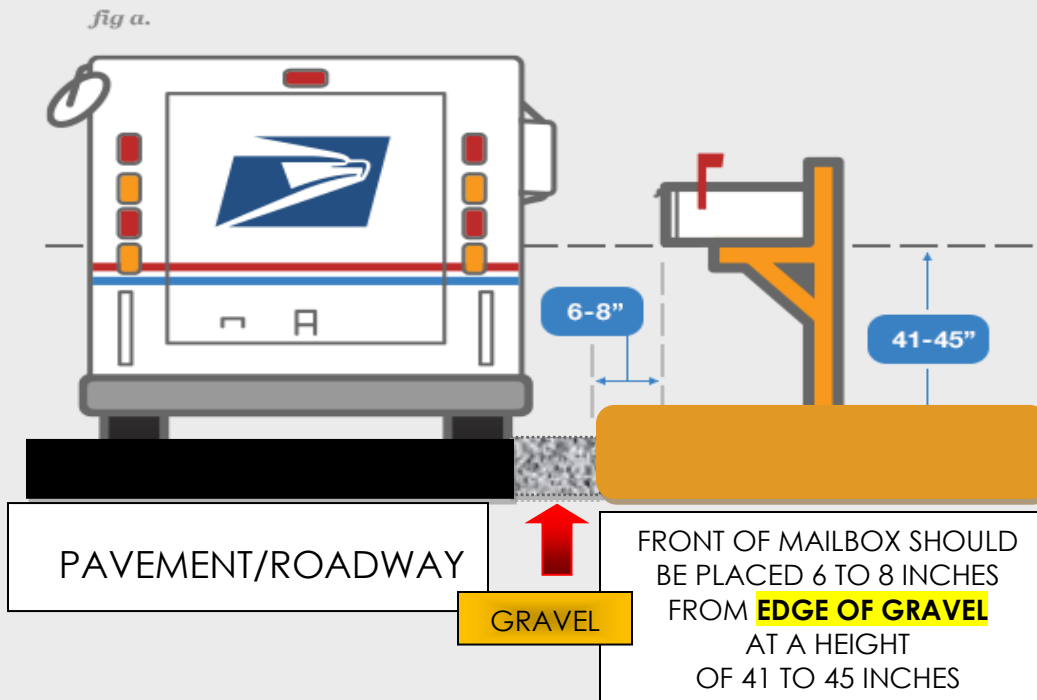 fig a.
6-8”
41-45”
PAVEMENT/ROADWAY
GRAVEL
FRONT OF MAILBOX SHOULD
BE PLACED 6 TO 8 INCHES
FROM EDGE OF GRAVEL
AT A HEIGHT
OF 41 TO 45 INCHES